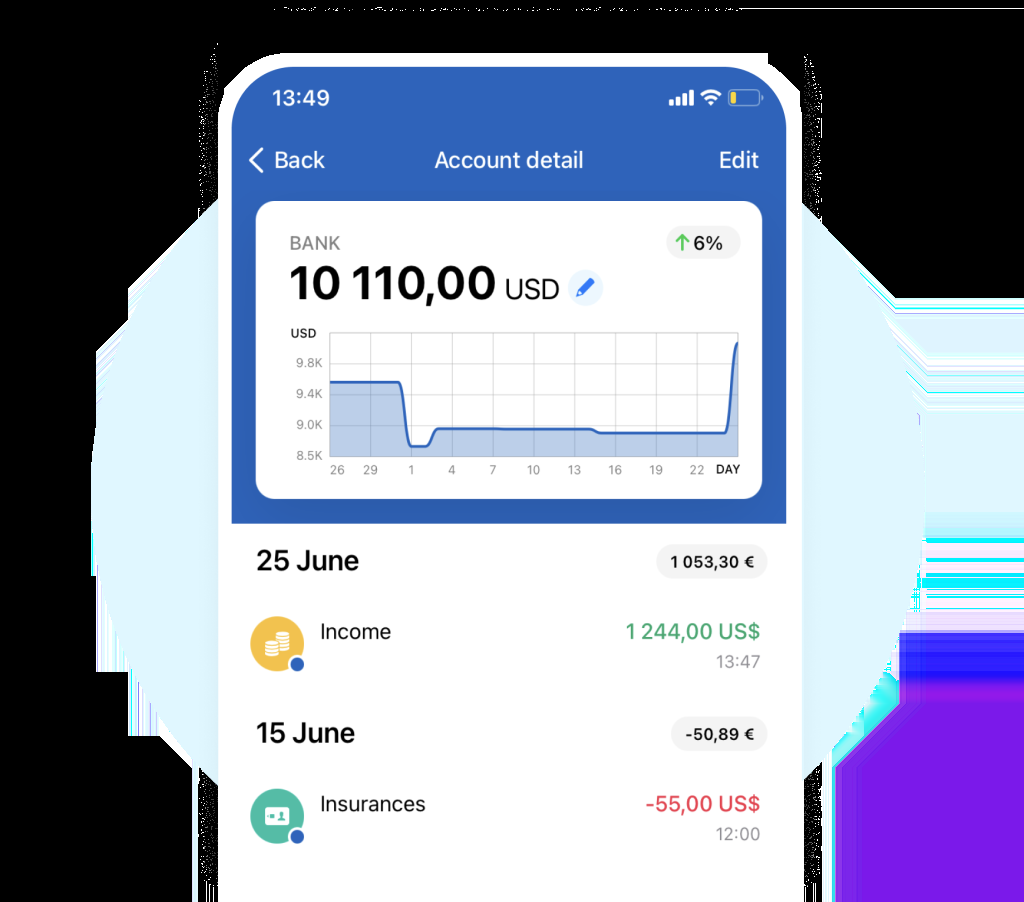 13:49
Back Account detail Edit
BANK 6%
10 110,00 USD
USD
9.8K
9.4K
9.0K
8.5K
26 29 1 4 7 10 13 16 19 22 DAY
25 June 1 053,30 €
Income 1 244,00 US$
13:47
15 June -50,89 €
Insurances -55,00 US$
12:00